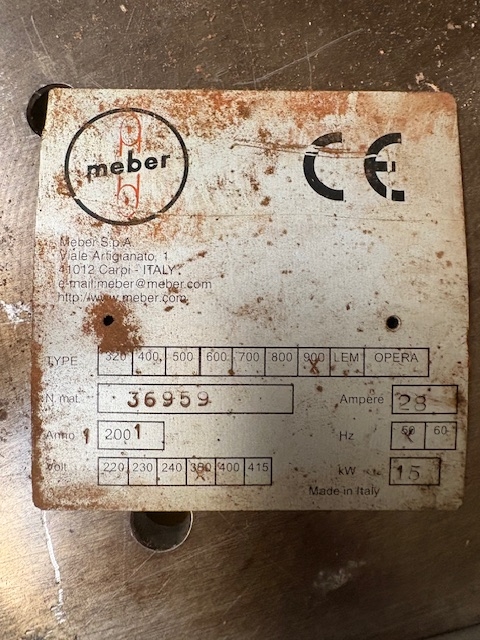 meber
CE
Meber S.p.A
Viale Artigianato, 1
41012 Carpi - ITALY
e-mail:meber@meber.com
http://www.meber.com
TYPE 320 400 500 600 700 800 900 LEM OPERA
N mat. 36959 Ampere 28
Anno 1 2001 Hz 50 60
Volt 220 230 240 380 400 415 kW 15
Made in Italy